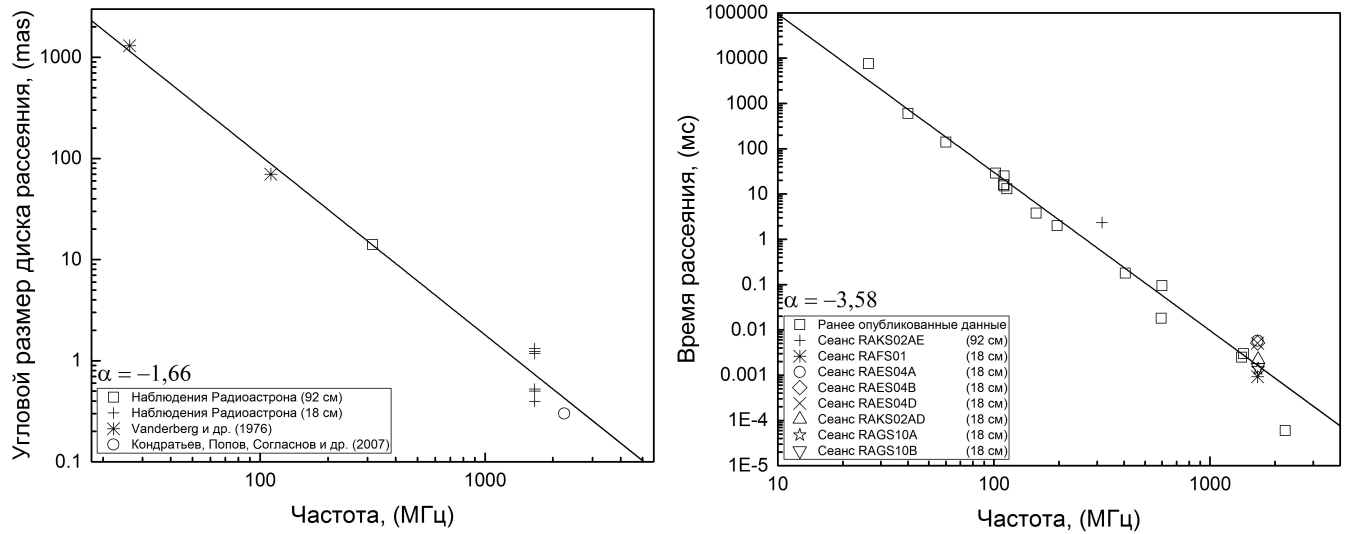 Угловой размер диска рассеяния, (mas)
1000
100
10
1
0.1
α = −1,66
Наблюдения Радиоастрона (92 см)
Наблюдения Радиоастрона (18 см)
Vanderberg и др. (1976)
Кондратьев, Попов, Согласнов и др. (2007)
100
1000
Частота, (МГц)
Время рассеяния, (мс)
100000
10000
1000
100
10
1
0.1
0.01
0.001
1E-4
1E-5
α = −3,58
Ранее опубликованные данные
Сеанс RAKS02AE (92 см)
Сеанс RAFS01 (18 см)
Сеанс RAES04A (18 см)
Сеанс RAES04B (18 см)
Сеанс RAES04D (18 см)
Сеанс RAKS02AD (18 см)
Сеанс RAGS10A (18 см)
Сеанс RAGS10B (18 см)
10
100
1000
Частота, (МГц)